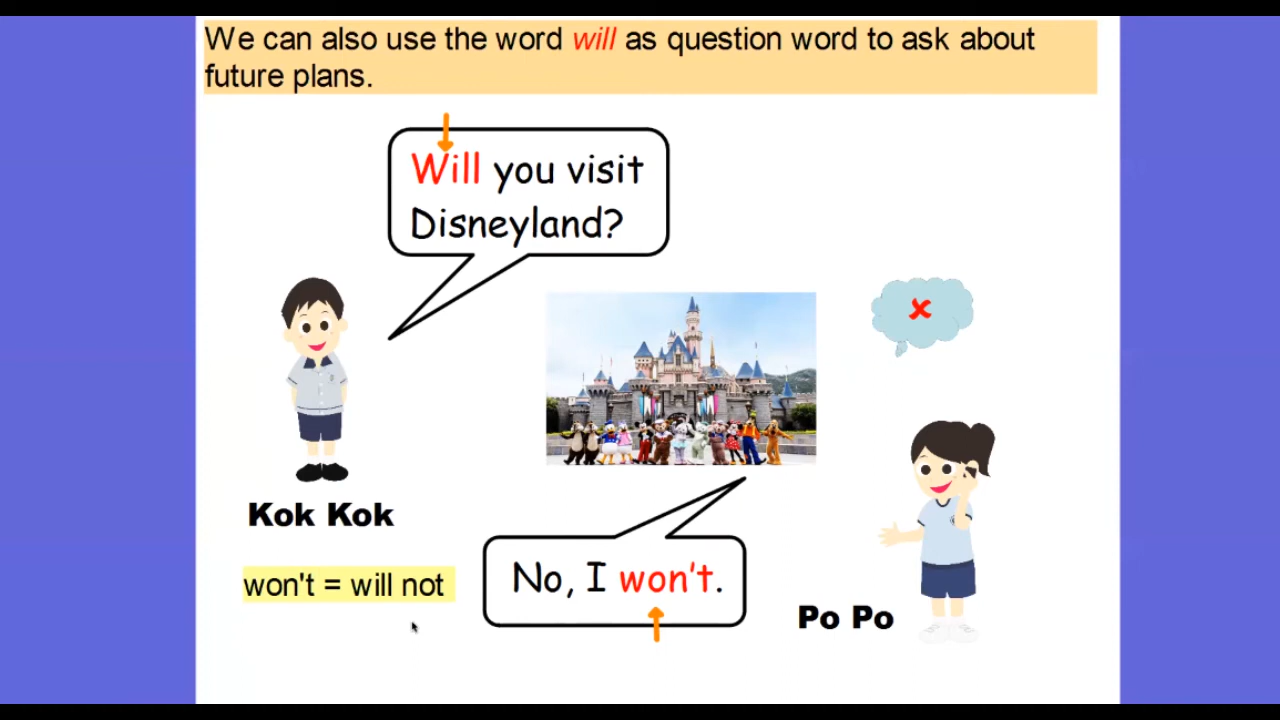 We can also use the word will as question word to ask about
future plans.
Will you visit
Disneyland?
Kok Kok
won't = will not
No, I won't.
Po Po